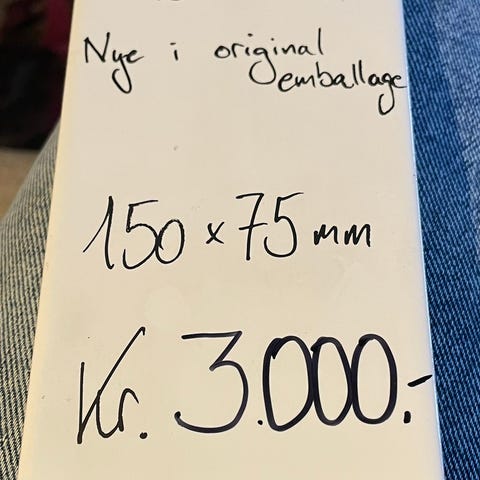 Nye i original
emballage
150 x 75 mm
Kr. 3.000.-